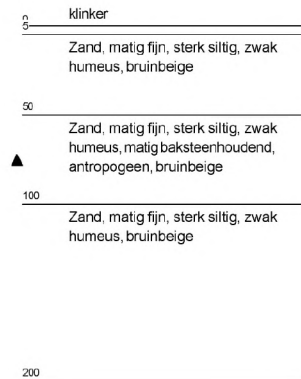 0
klinker
5
Zand, matig fijn, sterk siltig, zwak
humeus, bruinbeige
50
Zand, matig fijn, sterk siltig, zwak
humeus, matig baksteenhoudend,
antropogeen, bruinbeige
100
Zand, matig fijn, sterk siltig, zwak
humeus, bruinbeige
200